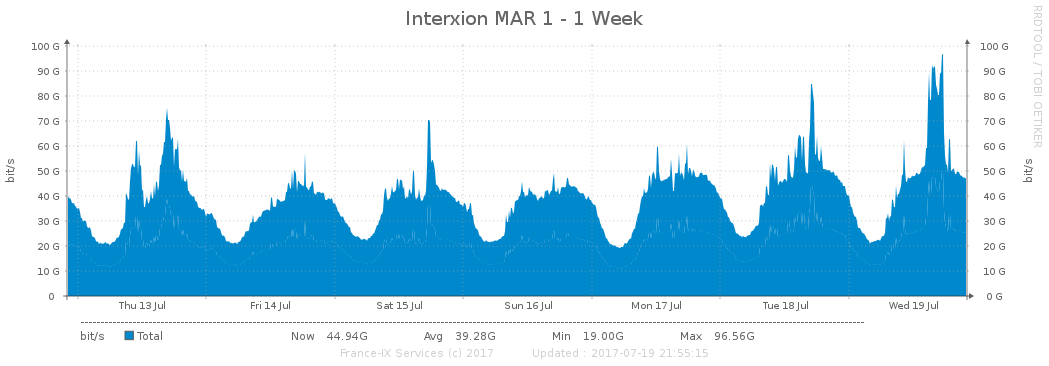 Interxion MAR 1 - 1 Week
RRDTOOL / TOBI OETIKER
bit/s
100 G
90 G
80 G
70 G
60 G
50 G
40 G
30 G
20 G
10 G
0
100 G
90 G
80 G
70 G
60 G
50 G
40 G
30 G
20 G
10 G
0 G
bit/s
Thu 13 Jul Fri 14 Jul Sat 15 Jul Sun 16 Jul Mon 17 Jul Tue 18 Jul Wed 19 Jul
bit/s Total Now 44.94G Avg 39.28G Min 19.00G Max 96.56G
France-IX Services (c) 2017 Updated : 2017-07-19 21:55:15